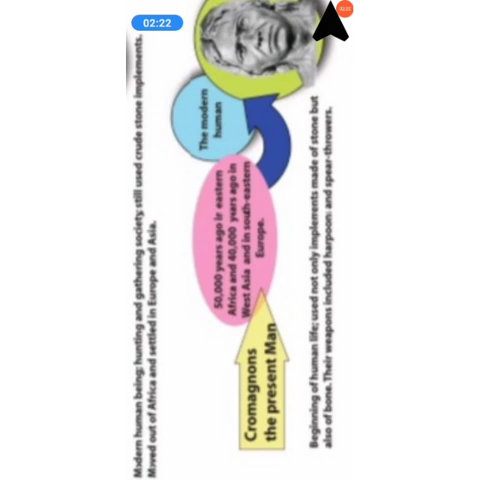 02:22
Modern human being; hunting and gathering society, still used crude stone implements.
Moved out of Africa and settled in Europe and Asia.
Cromagnons
the present Man
50,000 years ago in eastern
Africa and 40,000 years ago in
West Asia and in south-eastern
Europe.
The modern
human
Beginning of human life; used not only implements made of stone but
also of bone. Their weapons included harpoons and spear-throwers.